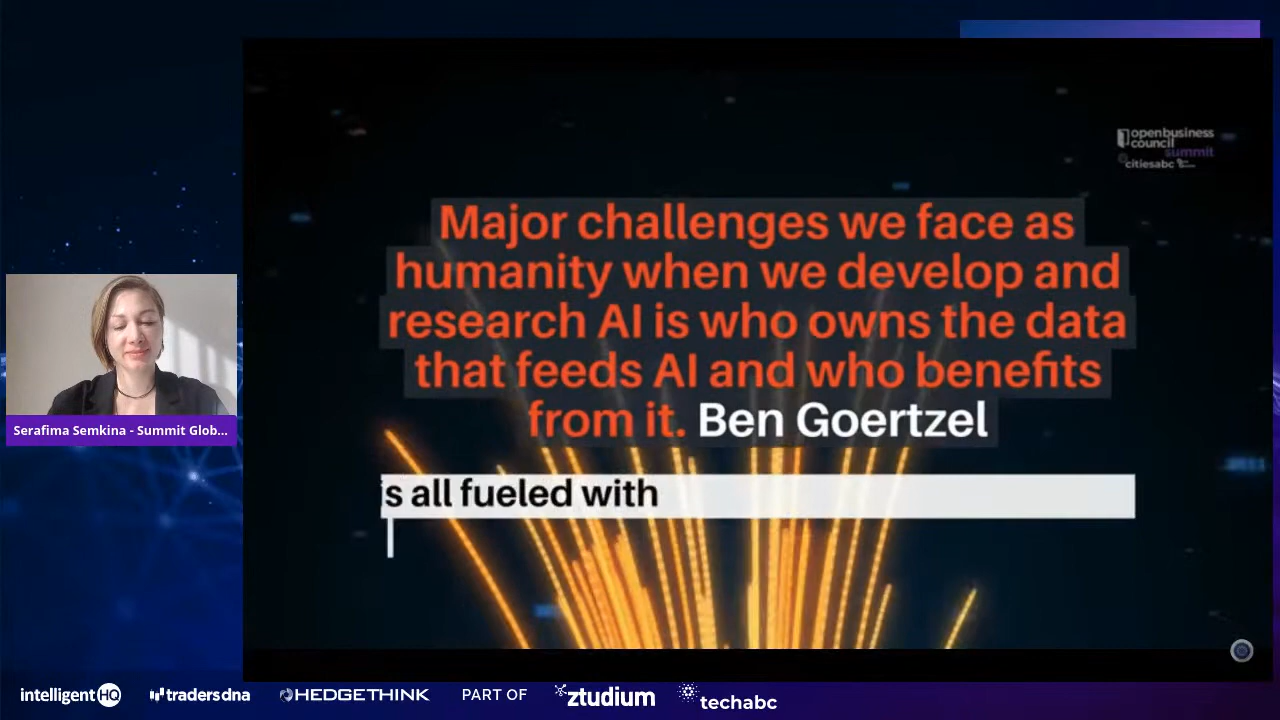 openbusiness
council
summit
citiesabc
Major challenges we face as
humanity when we develop and
research AI is who owns the data
that feeds AI and who benefits
from it. Ben Goertzel
is all fueled with
Serafima Semkina - Summit Glob...
intelligentHQ
tradersdna
HEDGETHINK
PART OF
ztudium
techabc